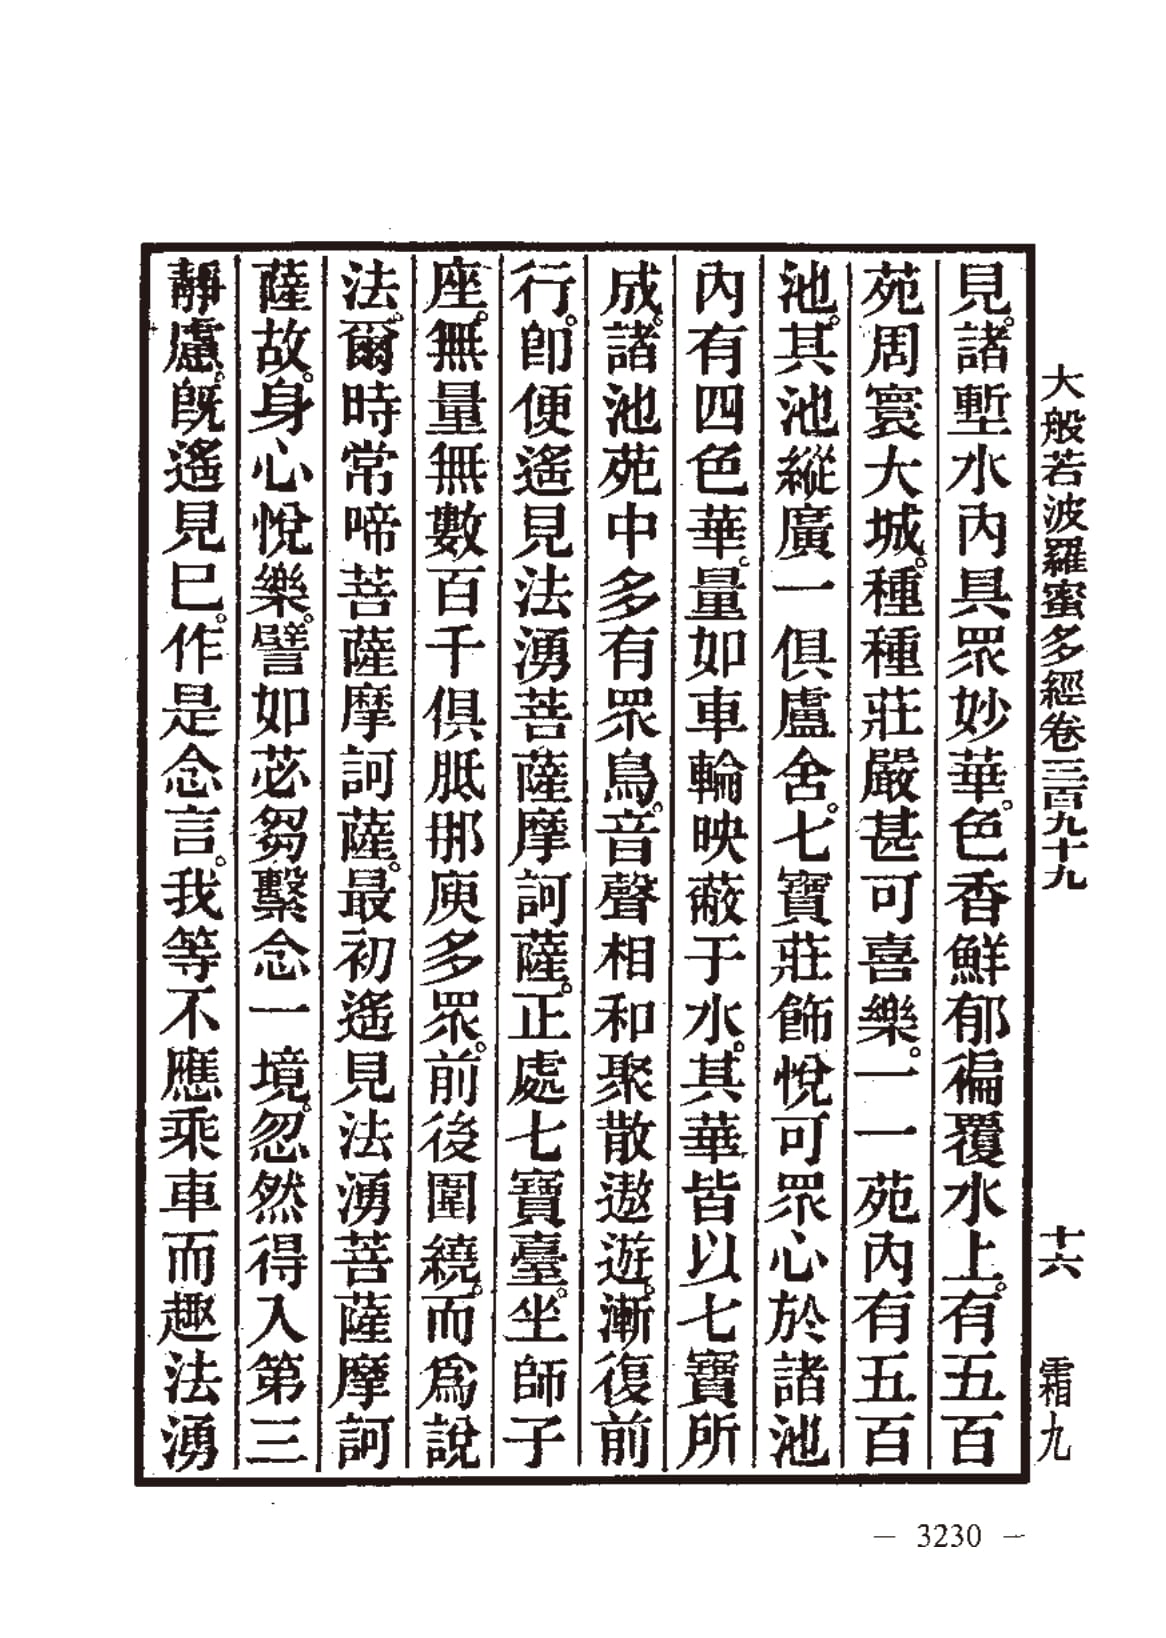 大般若波羅蜜多經卷三百九十九　十六　霜九
見。諸塹水內具眾妙華。色香鮮郁徧覆水上。有五百
苑周寰大城。種種莊嚴甚可喜樂。一一苑內有五百
池。其池縱廣一俱盧舍。七寶莊飾悅可眾心於諸池
內有四色華。量如車輪映蔽于水。其華皆以七寶所
成。諸池苑中多有眾鳥。音聲相和聚散遨遊。漸復前
行。即便遙見法湧菩薩摩訶薩。正處七寶臺。坐師子
座。無量無數百千俱胝那庾多眾。前後圍繞。而為說
法。爾時常啼菩薩摩訶薩。最初遙見法湧菩薩摩訶
薩故。身心悅樂。譬如苾芻繫念一境。忽然得入第三
靜慮。既遙見已。作是念言。我等不應乘車而趣法湧
— 3230 —